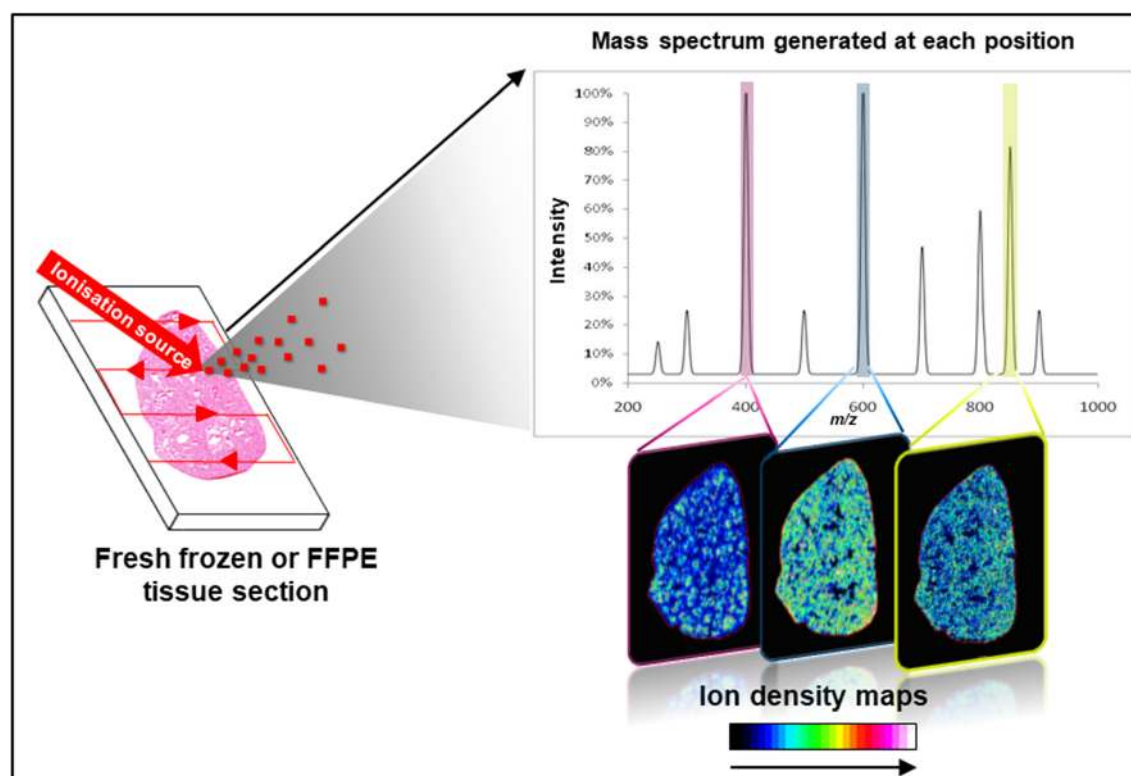 Mass spectrum generated at each position
Intensity
100%
90%
80%
70%
60%
50%
40%
30%
20%
10%
0%
200
400
600
800
1000
m/z
Ionisation source
Fresh frozen or FFPE
tissue section
Ion density maps